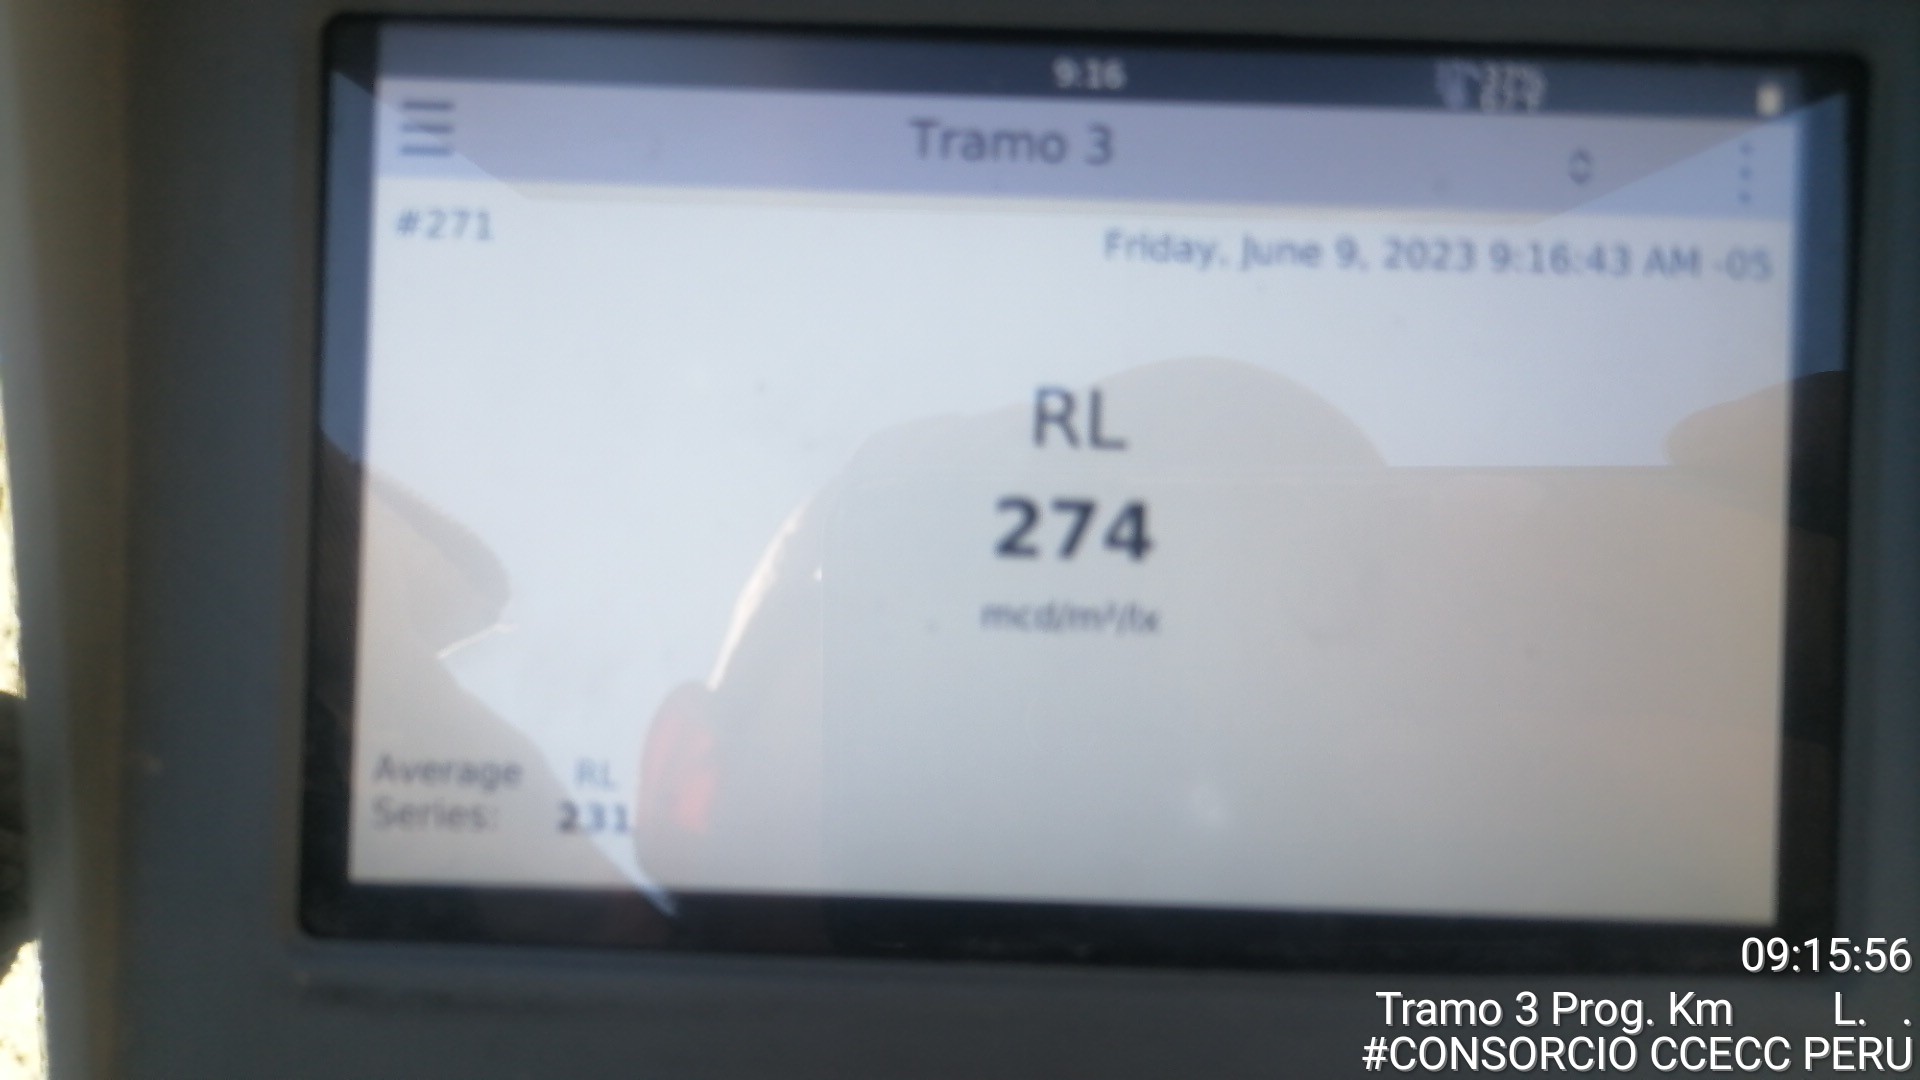 9:16
Tramo 3
#271
Friday, June 9, 2023 9:16:43 AM -05
RL
274
mcd/m²/lx
Average RL
Series: 231
09:15:56
Tramo 3 Prog. Km L. .
#CONSORCIO CCECC PERU